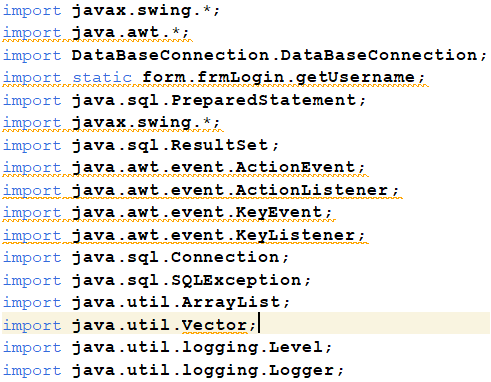 import javax.swing.*;
import java.awt.*;
import DataBaseConnection.DataBaseConnection;
import static form.frmLogin.getUsername;
import java.sql.PreparedStatement;
import javax.swing.*;
import java.sql.ResultSet;
import java.awt.event.ActionEvent;
import java.awt.event.ActionListener;
import java.awt.event.KeyEvent;
import java.awt.event.KeyListener;
import java.sql.Connection;
import java.sql.SQLException;
import java.util.ArrayList;
import java.util.Vector;
import java.util.logging.Level;
import java.util.logging.Logger;